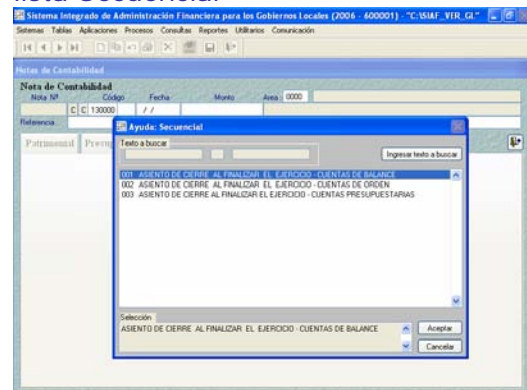 lista Secuencial
Sistema Integrado de Administración Financiera para los Gobiernos Locales (2006 - 600001) - "C:\SIAF_VER_GL"
Sistemas Tablas Aplicaciones Procesos Consultas Reportes Utilitarios Comunicación
Notas de Contabilidad
Nota de Contabilidad
Nota Nº Código Fecha Monto Area 0000
C C 130000 / /
Referencia
Ayuda: Secuencial
Patrimonial Presup
Texto a buscar
Ingresar texto a buscar
001 ASIENTO DE CIERRE AL FINALIZAR EL EJERCICIO - CUENTAS DE BALANCE
002 ASIENTO DE CIERRE AL FINALIZAR EL EJERCICIO - CUENTAS DE ORDEN
003 ASIENTO DE CIERRE AL FINALIZAR EL EJERCICIO - CUENTAS PRESUPUESTARIAS
Selección
ASIENTO DE CIERRE AL FINALIZAR EL EJERCICIO - CUENTAS DE BALANCE
Aceptar
Cancelar